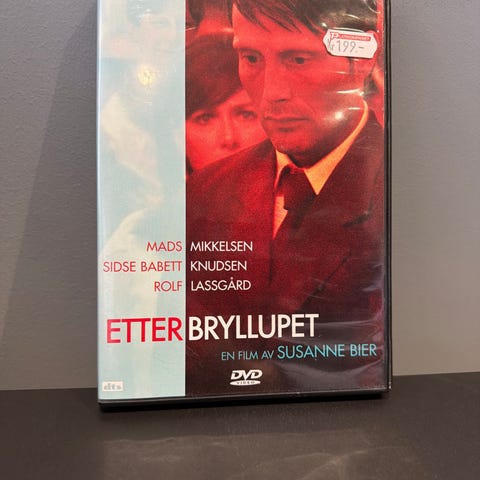 199.-
MADS MIKKELSEN
SIDSE BABETT KNUDSEN
ROLF LASSGÅRD
ETTER BRYLLUPET
EN FILM AV SUSANNE BIER
dts
DVD
VIDEO